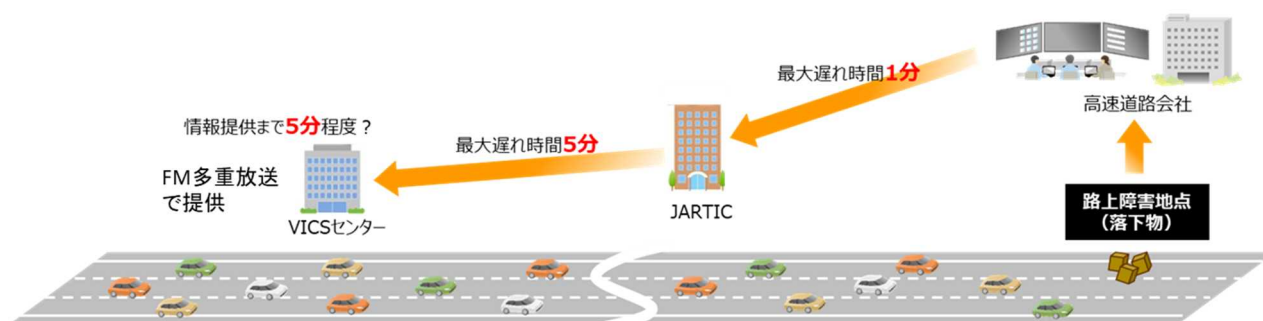 最大遅れ時間1分
高速道路会社
情報提供まで5分程度？
最大遅れ時間5分
FM多重放送
で提供
VICSセンター
JARTIC
路上障害地点
（落下物）